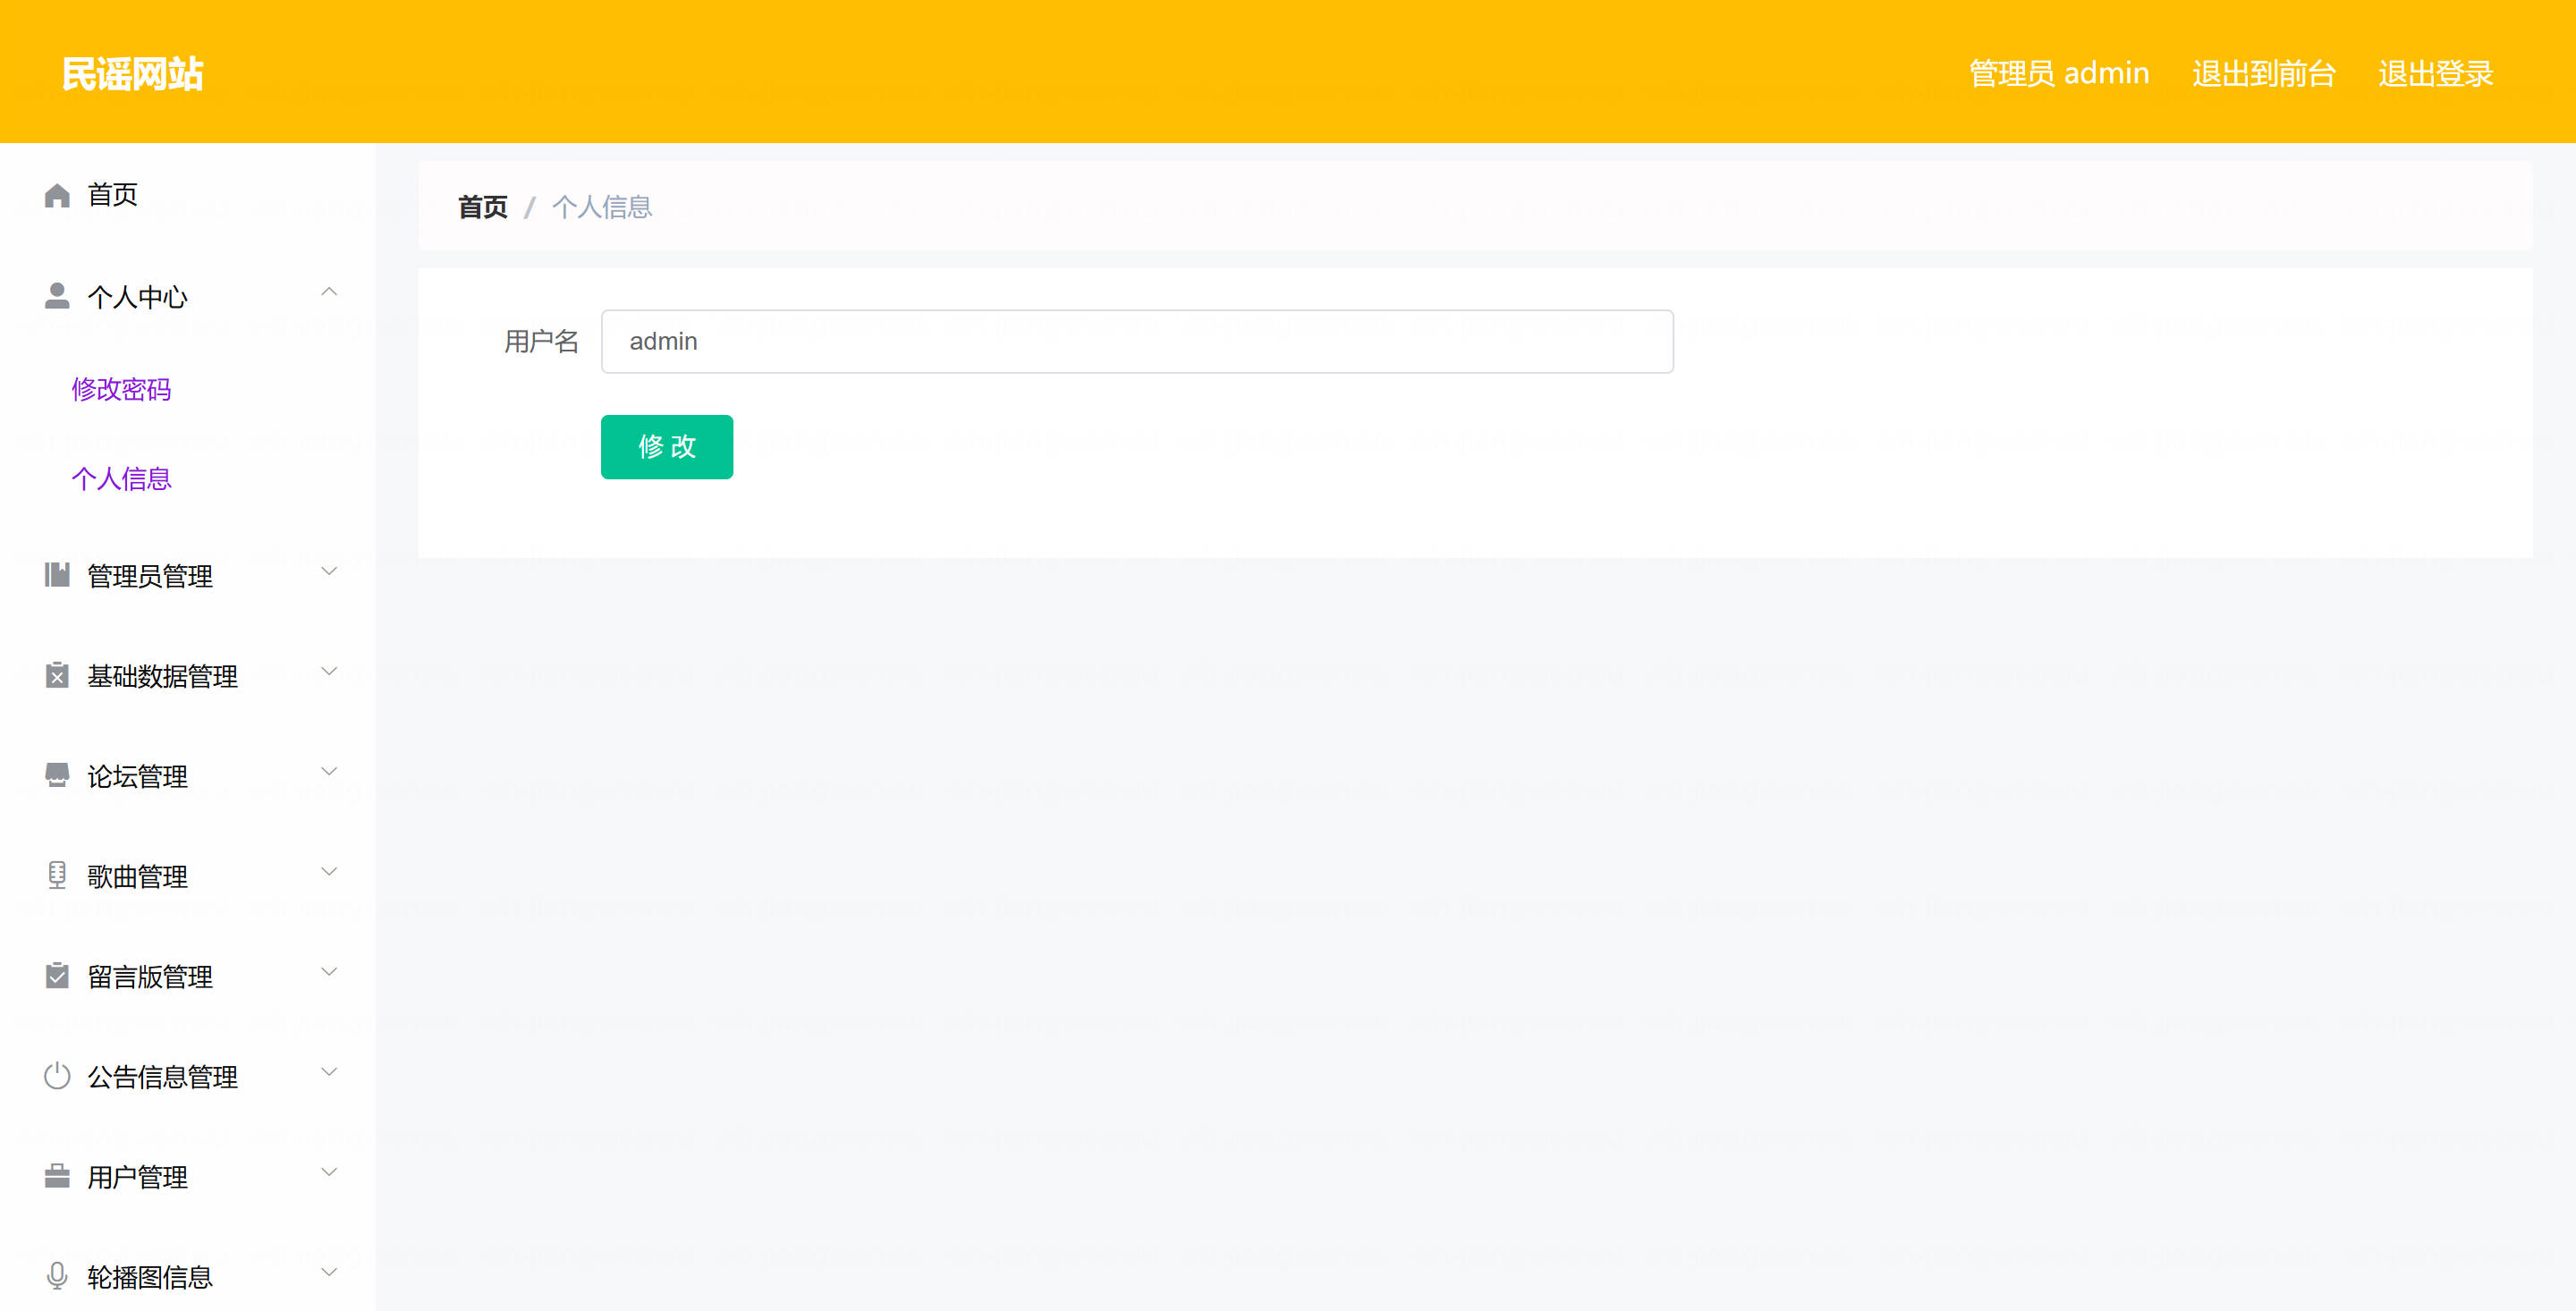 民谣网站
管理员 admin 退出到前台 退出登录
首页
个人中心
修改密码
个人信息
管理员管理
基础数据管理
论坛管理
歌曲管理
留言版管理
公告信息管理
用户管理
轮播图信息
首页 / 个人信息
用户名 admin
修 改